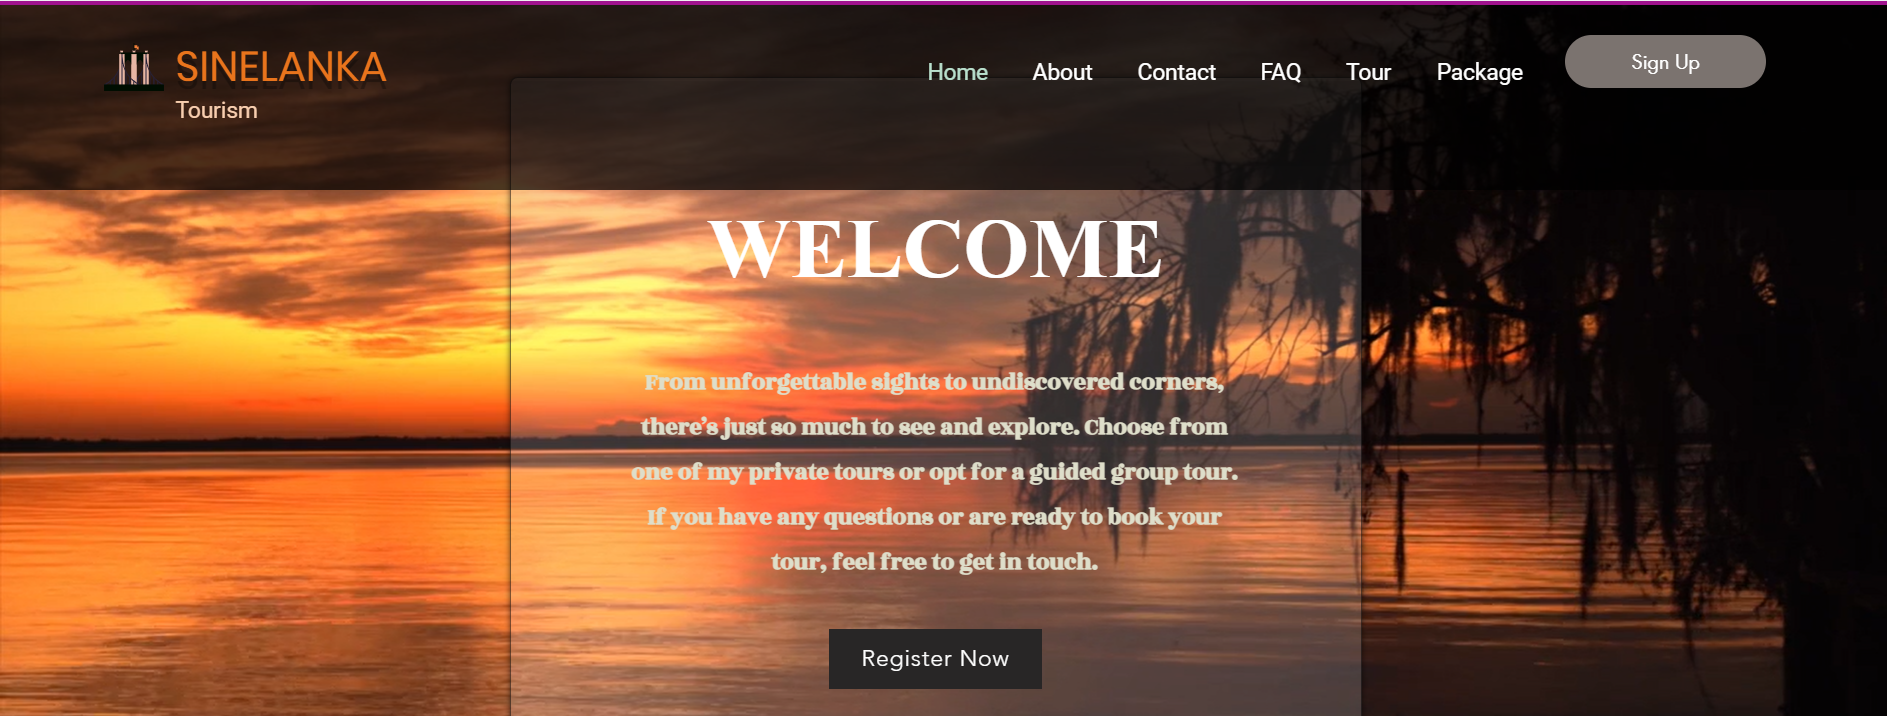 SINELANKA
Tourism
Home About Contact FAQ Tour Package
Sign Up
WELCOME
From unforgettable sights to undiscovered corners,
there’s just so much to see and explore. Choose from
one of my private tours or opt for a guided group tour.
If you have any questions or are ready to book your
tour, feel free to get in touch.
Register Now